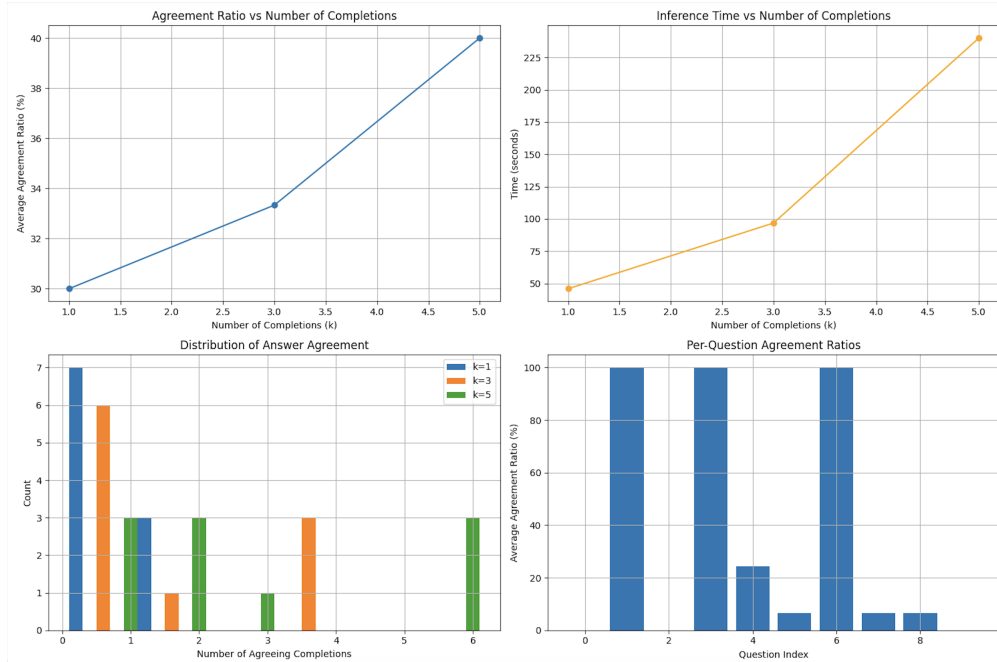 Agreement Ratio vs Number of Completions
40
38
36
34
32
30
Average Agreement Ratio (%)
1.0 1.5 2.0 2.5 3.0 3.5 4.0 4.5 5.0
Number of Completions (k)
Inference Time vs Number of Completions
225
200
175
150
125
100
75
50
Time (seconds)
1.0 1.5 2.0 2.5 3.0 3.5 4.0 4.5 5.0
Number of Completions (k)
Distribution of Answer Agreement
k=1
k=3
k=5
7
6
5
4
3
2
1
0
Count
0 1 2 3 4 5 6
Number of Agreeing Completions
Per-Question Agreement Ratios
100
80
60
40
20
0
Average Agreement Ratio (%)
0 2 4 6 8
Question Index